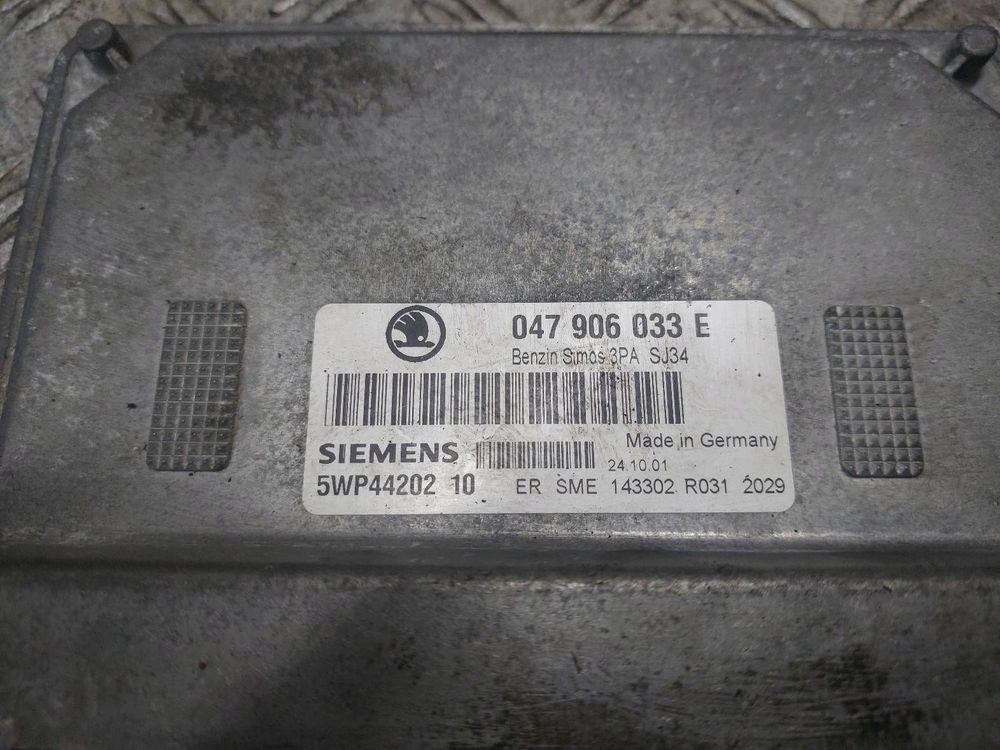 047 906 033 E
Benzin Simos 3PA SJ34
Made in Germany
SIEMENS
24.10.01
5WP44202 10 ER SME 143302 R031 2029